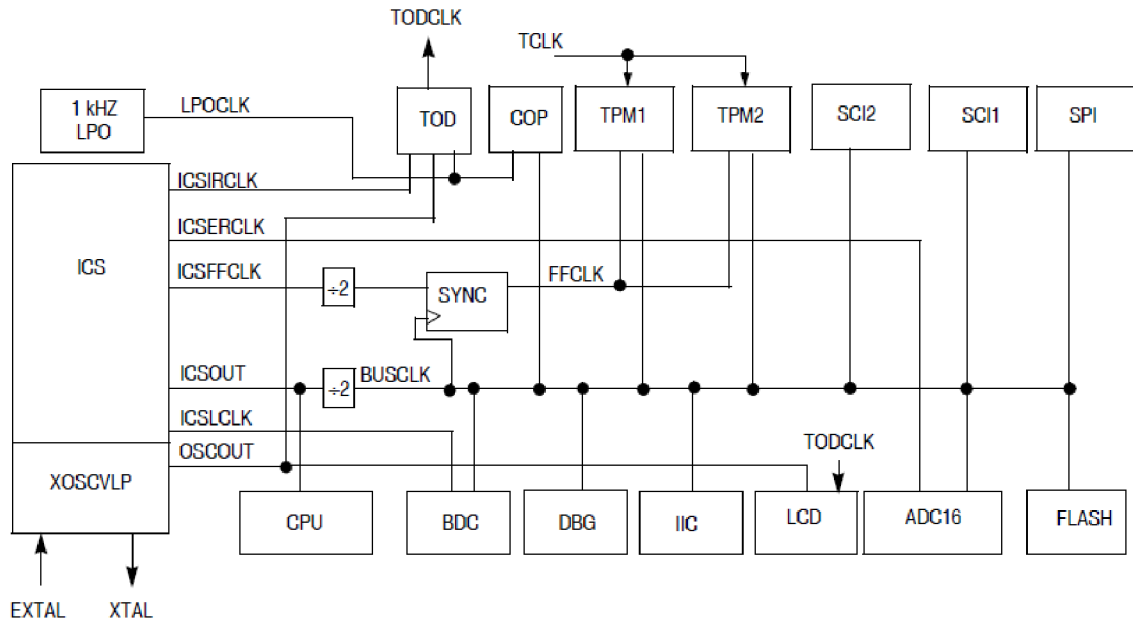 TODCLK
TCLK
1 kHZ
LPO
LPOCLK
TOD
COP
TPM1
TPM2
SCI2
SCI1
SPI
ICSIRCLK
ICSERCLK
ICS
ICSFFCLK
÷2
SYNC
FFCLK
ICSOUT
÷2
BUSCLK
ICSLCLK
OSCOUT
TODCLK
XOSCVLP
CPU
BDC
DBG
IIC
LCD
ADC16
FLASH
EXTAL
XTAL